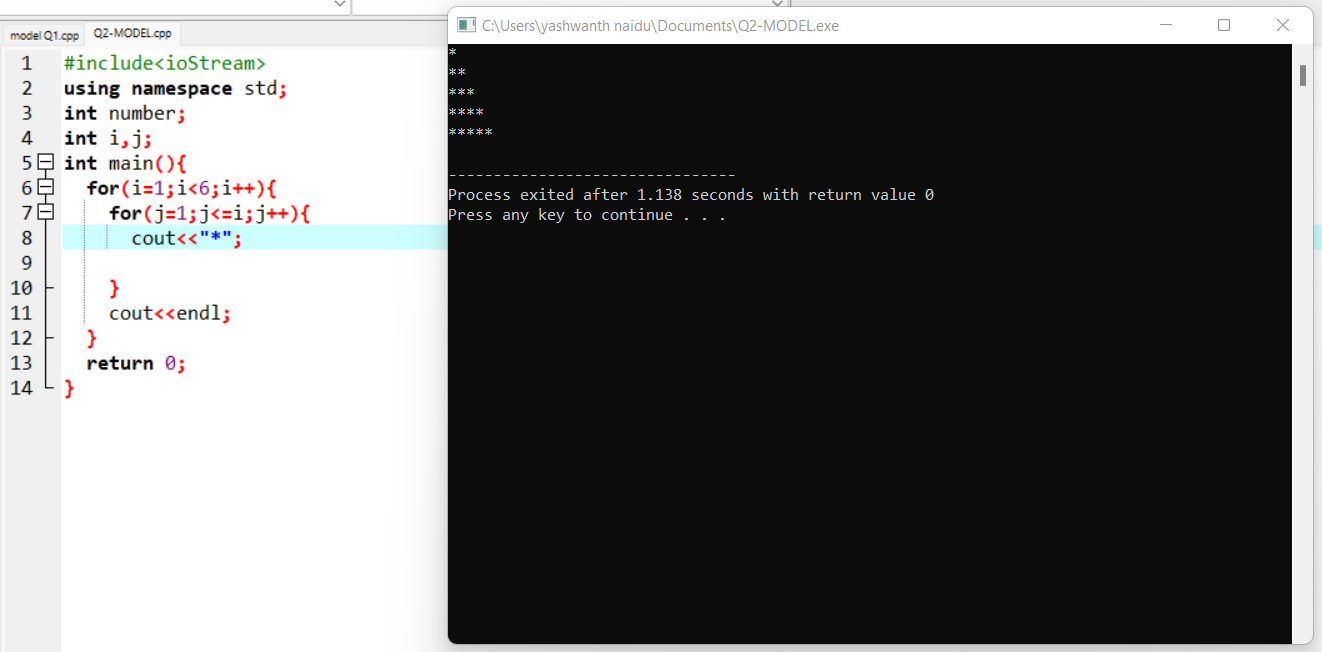 model Q1.cpp Q2-MODEL.cpp
1 #include<ioStream>
2 using namespace std;
3 int number;
4 int i,j;
5 int main(){
6 for(i=1;i<6;i++){
7 for(j=1;j<=i;j++){
8 cout<<"*";
9
10 }
11 cout<<endl;
12 }
13 return 0;
14 }
C:\Users\yashwanth naidu\Documents\Q2-MODEL.exe
*
**
***
****
*****
--------------------------------
Process exited after 1.138 seconds with return value 0
Press any key to continue . . .